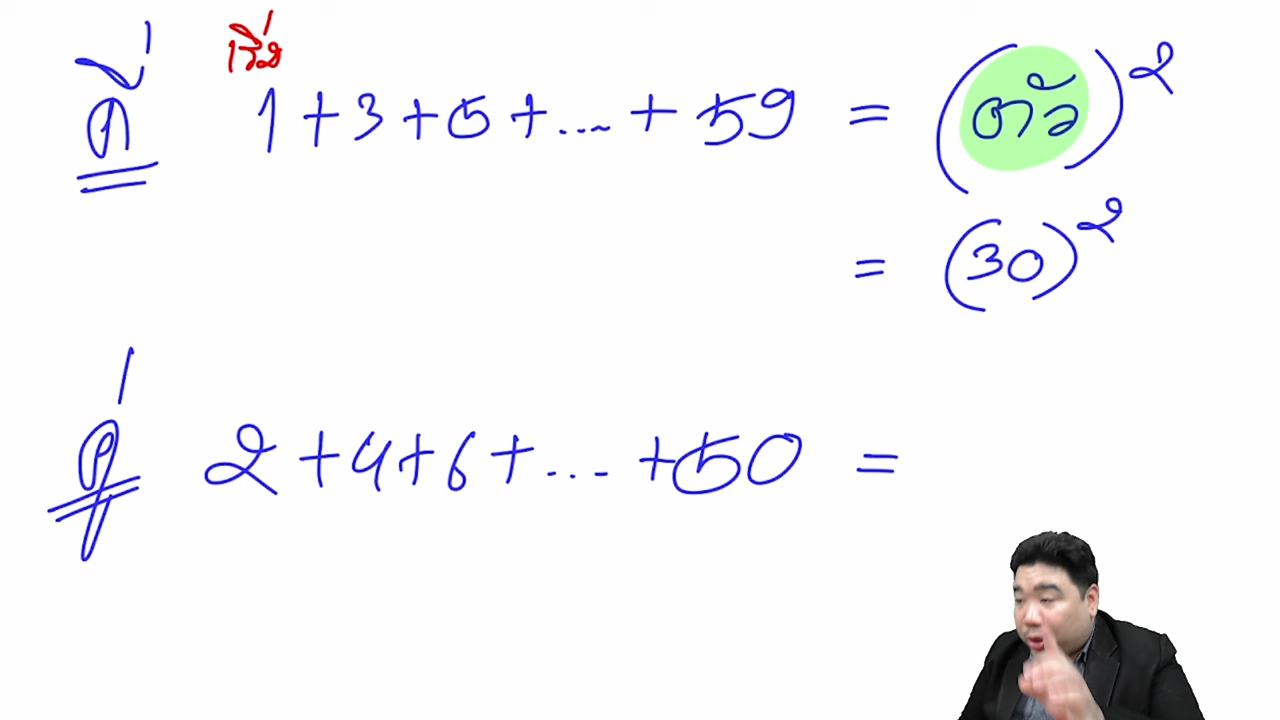 เริ่ม
คี่ 1 + 3 + 5 + .... + 59 = (ตัว)²
= (30)²
คู่ 2 + 4 + 6 + ... + 50 =